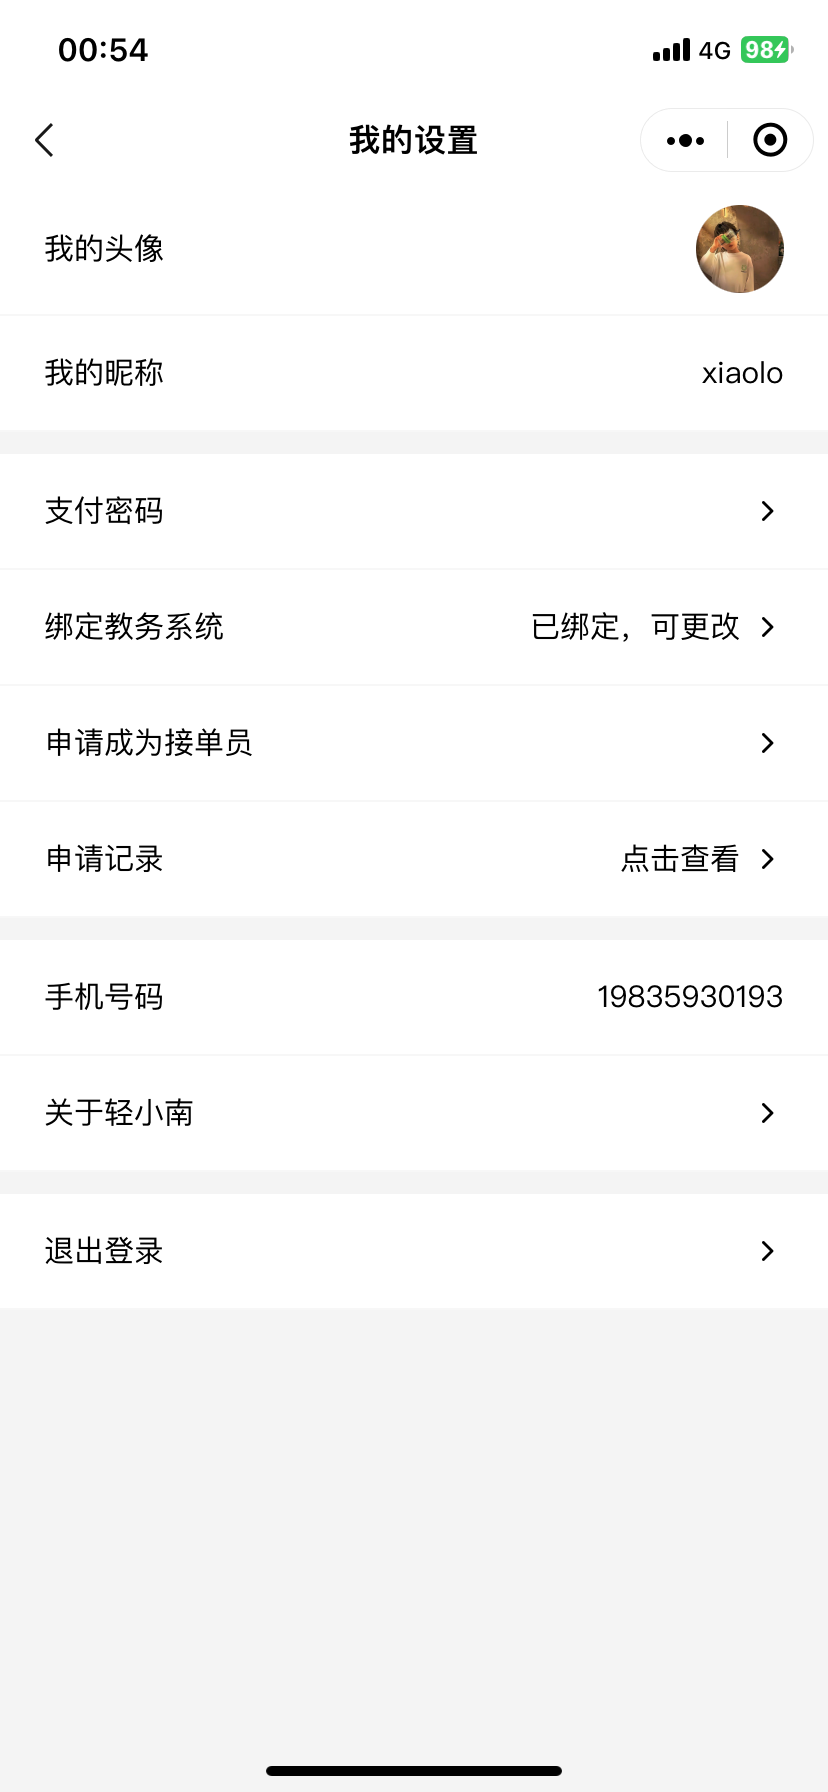 00:54
4G 98
我的设置
我的头像
我的昵称 xiaolo
支付密码
绑定教务系统 已绑定，可更改
申请成为接单员
申请记录 点击查看
手机号码 19835930193
关于轻小南
退出登录